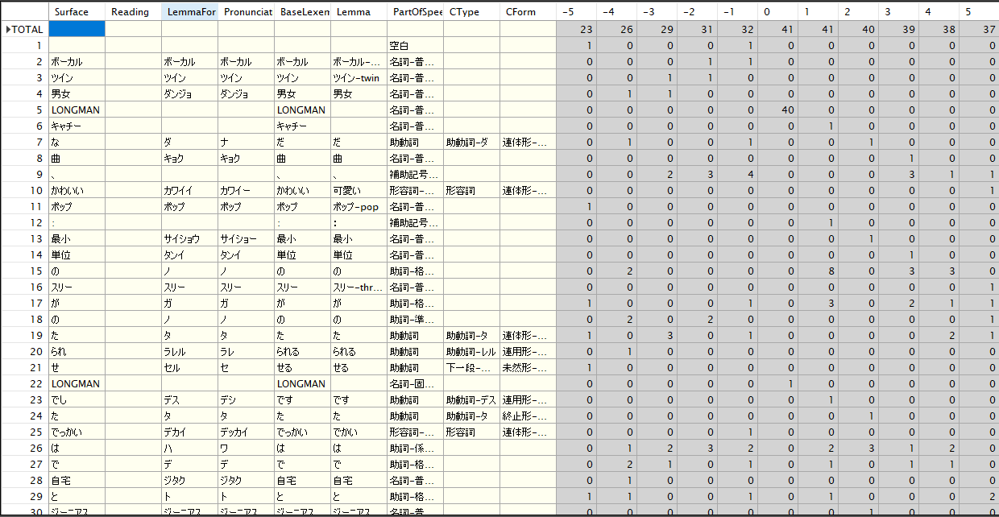 Surface Reading LemmaFor Pronunciat BaseLexen Lemma PartOfSpee CType CForm -5 -4 -3 -2 -1 0 1 2 3 4 5
TOTAL 23 26 29 31 32 41 41 40 39 38 37
1 空白 1 0 0 0 1 0 0 0 0 0 0
2 ボーカル ボーカル ボーカル ボーカル ボーカル-... 名詞-普... 0 0 0 1 1 0 0 0 0 0 0
3 ツイン ツイン ツイン ツイン ツイン-twin 名詞-普... 0 0 1 1 0 0 0 0 0 0 0
4 男女 ダンジョ ダンジョ 男女 男女 名詞-普... 0 1 1 0 0 0 0 0 0 0 0
5 LONGMAN LONGMAN 名詞-普... 0 0 0 0 0 40 0 0 0 0 0
6 キャチー キャチー 名詞-普... 0 0 0 0 0 0 1 0 0 0 0
7 な ダ ナ だ だ 助動詞 助動詞-ダ 連体形-... 0 1 0 0 1 0 0 1 0 0 0
8 曲 キョク キョク 曲 曲 名詞-普... 0 0 0 0 0 0 0 0 1 0 0
9 、 、 、 補助記号... 0 0 2 3 4 0 0 0 3 1 1
10 かわいい カワイイ カワイー かわいい 可愛い 形容詞-... 形容詞 連体形-... 0 0 0 0 0 0 0 0 0 0 1
11 ポップ ポップ ポップ ポップ ポップ-pop 名詞-普... 1 0 0 0 0 0 0 0 0 0 0
12 : : : 補助記号... 0 0 0 0 0 0 1 0 0 0 0
13 最小 サイショウ サイショー 最小 最小 名詞-普... 0 0 0 0 0 0 0 1 0 0 0
14 単位 タンイ タンイ 単位 単位 名詞-普... 0 0 0 0 0 0 0 0 1 0 0
15 の ノ ノ の の 助詞-格... 0 2 0 0 0 0 8 0 3 3 0
16 スリー スリー スリー スリー スリー-thr... 名詞-普... 0 0 0 0 0 0 0 0 0 0 1
17 が ガ ガ が が 助詞-格... 1 0 0 0 1 0 3 0 2 1 1
18 の ノ ノ の の 助詞-準... 0 2 0 2 0 0 0 0 0 0 1
19 た タ タ た た 助動詞 助動詞-タ 連体形-... 1 0 3 0 1 0 0 0 0 2 1
20 られ ラレル ラレ られる られる 助動詞 助動詞-レル 連用形-... 0 1 0 0 0 0 0 0 0 0 0
21 せ セル セ せる せる 助動詞 下一段-... 未然形-... 1 0 0 0 0 0 0 0 0 0 0
22 LONGMAN LONGMAN 名詞-固... 0 0 0 0 0 1 0 0 0 0 0
23 でし デス デシ です です 助動詞 助動詞-デス 連用形-... 0 0 0 0 0 0 1 0 0 0 0
24 た タ タ た た 助動詞 助動詞-タ 終止形-... 0 0 0 0 0 0 0 1 0 0 0
25 でっかい デカイ デッカイ でっかい でかい 形容詞-... 形容詞 連体形-... 0 0 0 0 1 0 0 0 0 0 0
26 は ハ ワ は は 助詞-係... 0 1 2 3 2 0 2 3 1 2 0
27 で デ デ で で 助詞-格... 0 2 1 0 1 0 1 0 1 1 0
28 自宅 ジタク ジタク 自宅 自宅 名詞-普... 0 1 0 0 0 0 0 0 0 0 0
29 と ト ト と と 助詞-格... 1 1 0 0 1 0 1 0 0 0 2
30 ジーニアス ジーニアス ジーニアス ジーニアス ジーニアス 名詞-普 0 0 0 0 0 0 0 1 0 0 0